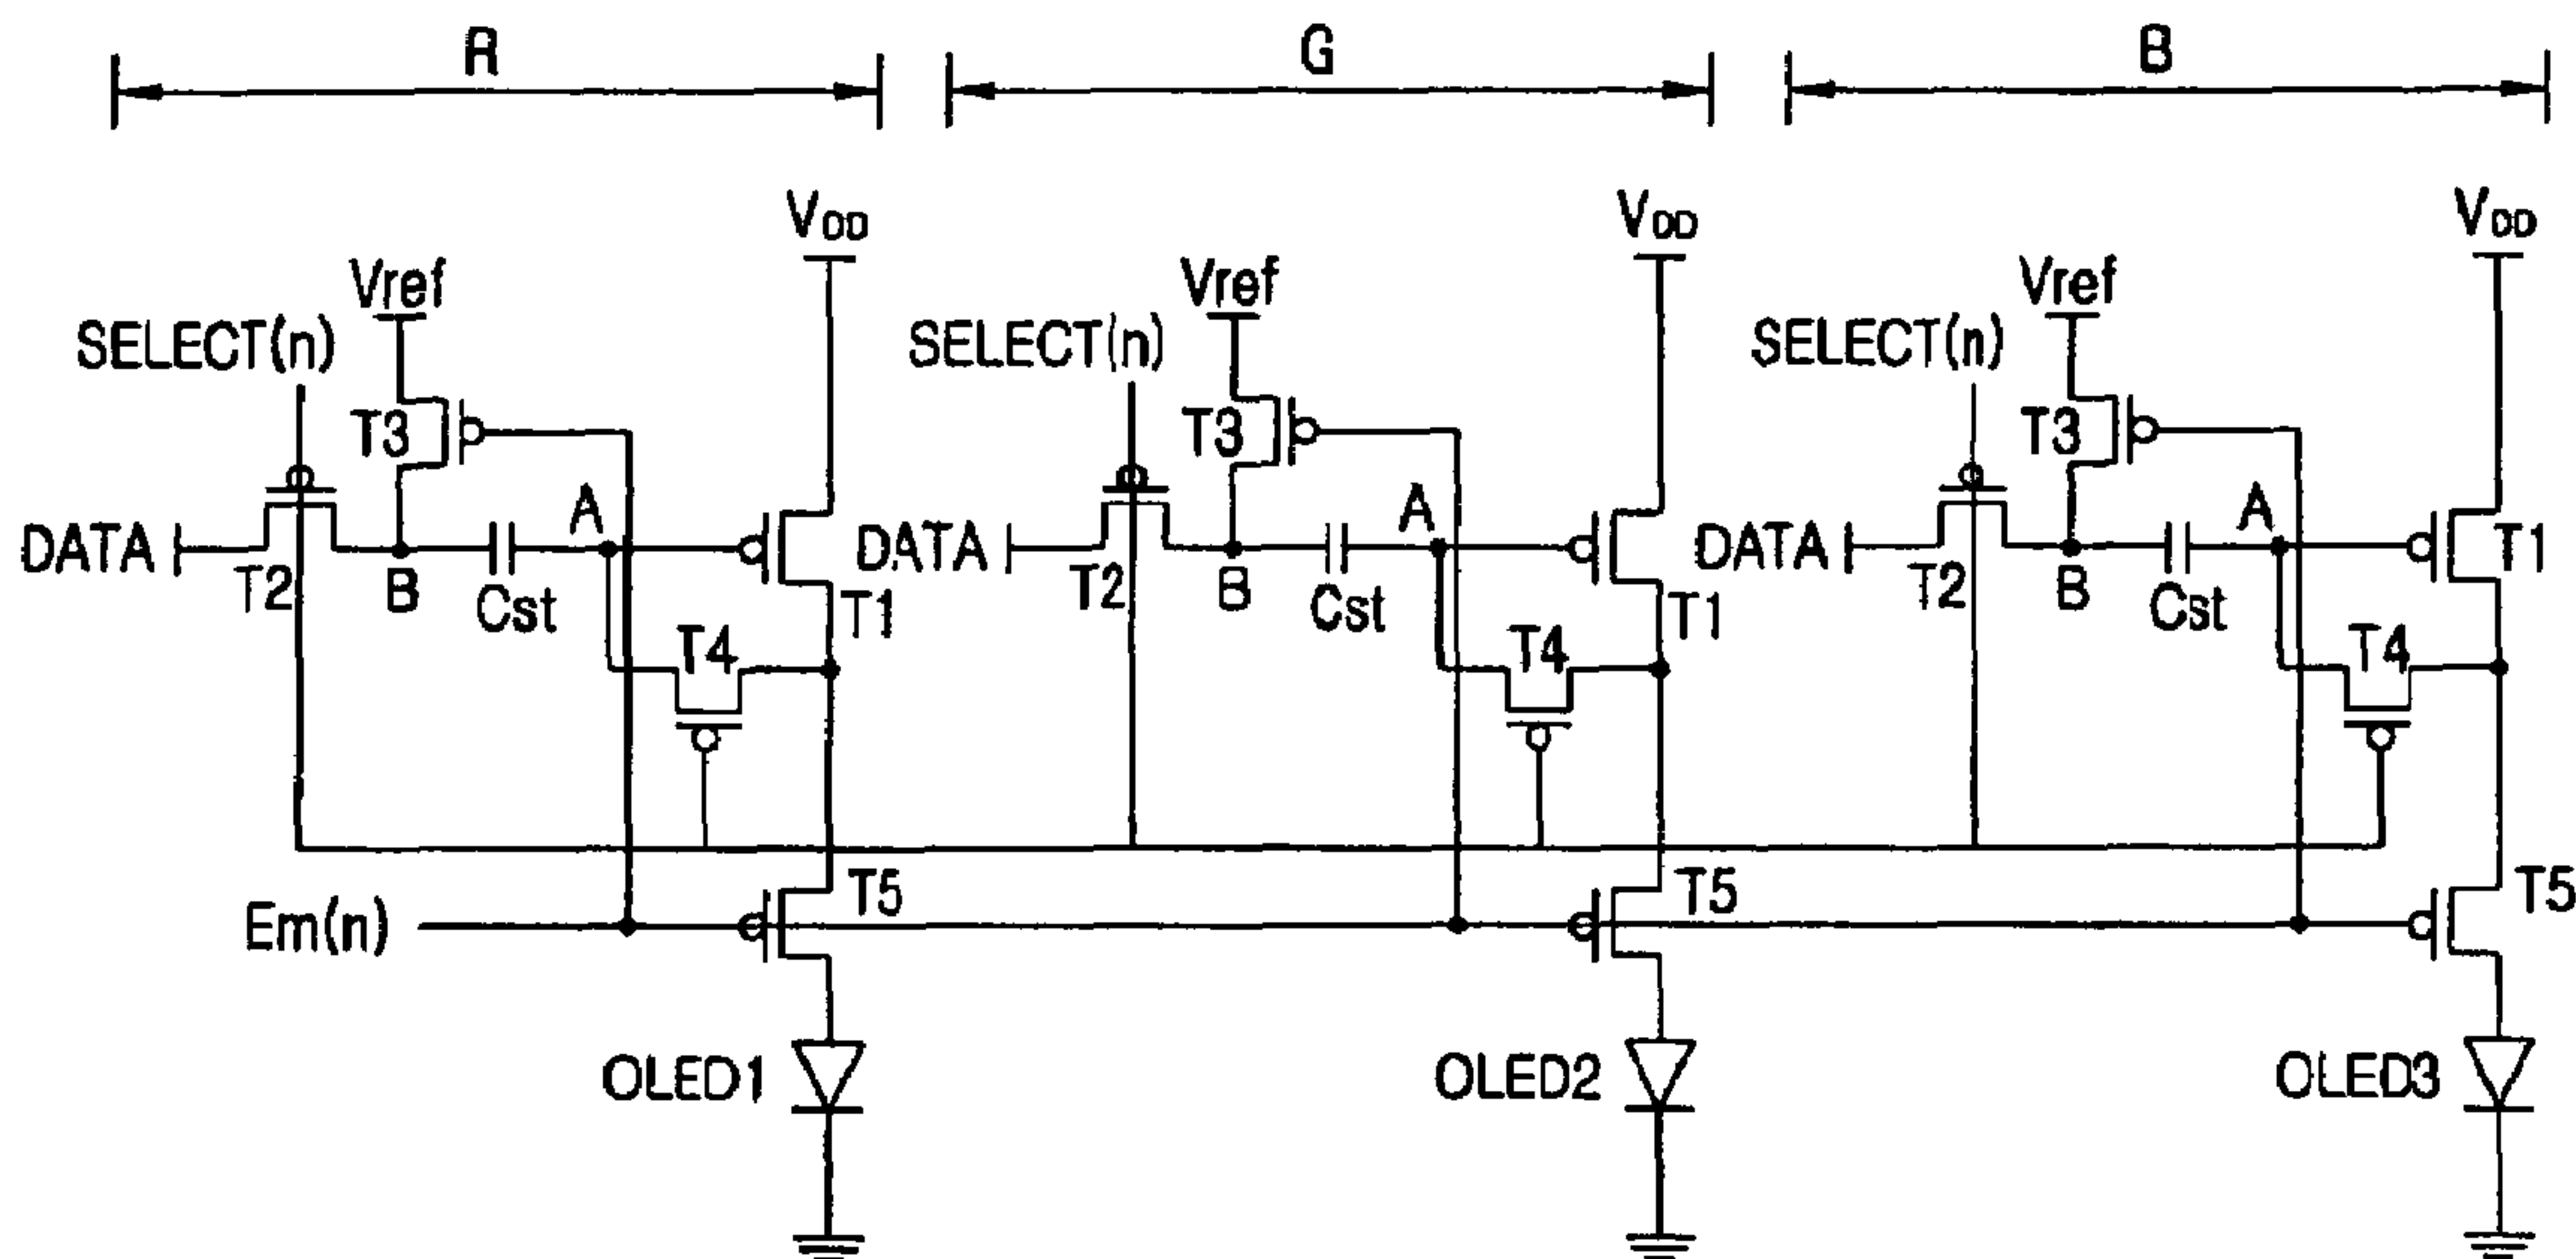 R G B
VDD VDD VDD
Vref Vref Vref
SELECT(n) SELECT(n) SELECT(n)
T3 T3 T3
A A A
DATA DATA DATA
T2 B Cst T1 T2 B Cst T1 T2 B Cst T1
T4 T4 T4
T5 T5 T5
Em(n)
OLED1 OLED2 OLED3